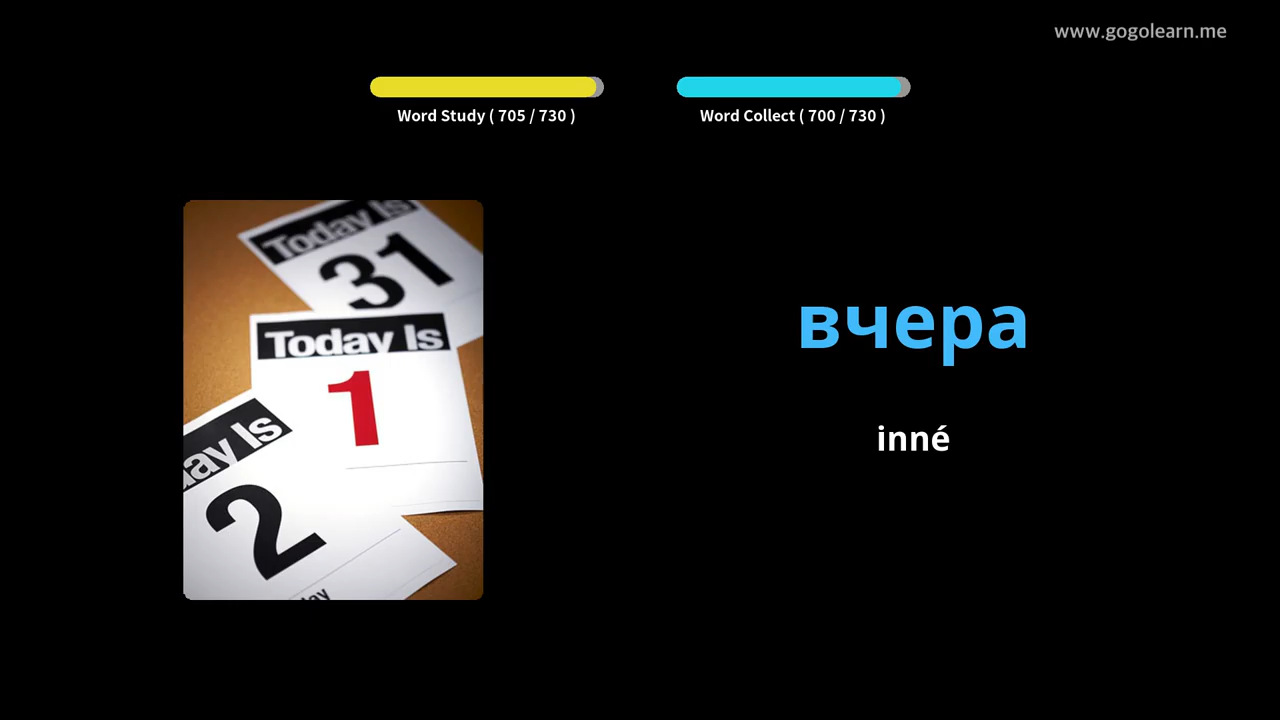 www.gogolearn.me
Word Study ( 705 / 730 )
Word Collect ( 700 / 730 )
Today Is
31
Today Is
1
ay Is
2
вчера
inné